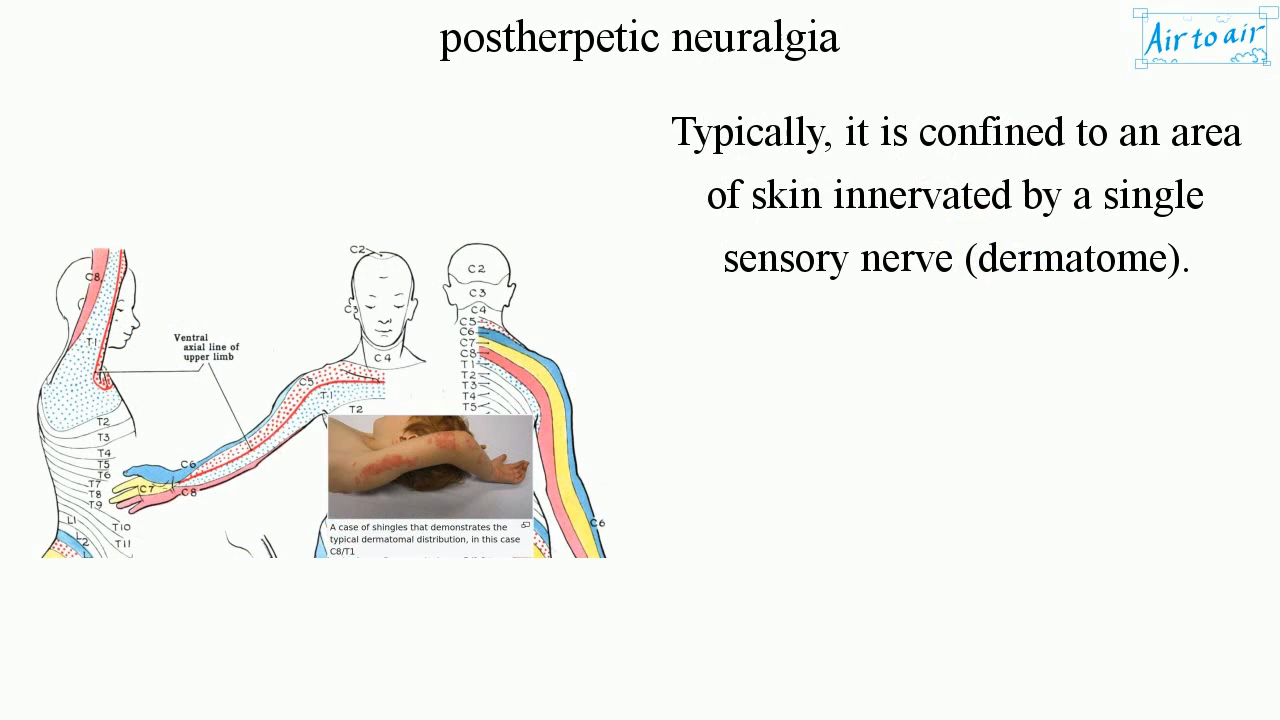 postherpetic neuralgia
Air to air
Typically, it is confined to an area
of skin innervated by a single
sensory nerve (dermatome).
C8
T1
Ventral
axial line of
upper limb
T2
T3
T4
T5
T6
T7
T8
T9
T10
T11
L1
L2
C6
C7
C8
C2
C3
C4
C5
T1
T2
C2
C3
C4
C5
C6
C7
C8
T1
T2
T3
T4
T5
C6
A case of shingles that demonstrates the
typical dermatomal distribution, in this case
C8/T1